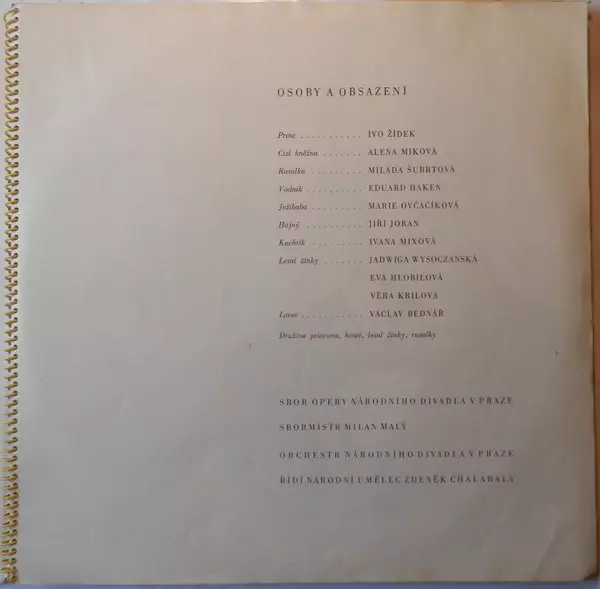 OSOBY A OBSAZENÍ
Princ . . . . . . . . . . . IVO ŽÍDEK
Cizí kněžna . . . . . . . ALENA MIKOVÁ
Rusalka . . . . . . . . . . MILADA ŠUBRTOVÁ
Vodník . . . . . . . . . . EDUARD HAKEN
Ježibaba . . . . . . . . . MARIE OVČAČÍKOVÁ
Hajný . . . . . . . . . . JIŘÍ JORAN
Kuchtík . . . . . . . . . IVANA MIXOVÁ
Lesní žínky . . . . . . . JADWIGA WYSOCZANSKÁ
EVA HLOBILOVÁ
VĚRA KRILOVÁ
Lovec . . . . . . . . . . . VÁCLAV BEDNÁŘ
Družina princova, hosté, lesní žínky, rusalky
SBOR OPERY NÁRODNÍHO DIVADLA V PRAZE
SBORMISTR MILAN MALÝ
ORCHESTR NÁRODNÍHO DIVADLA V PRAZE
ŘÍDÍ NÁRODNÍ UMĚLEC ZDENĚK CHALABALA